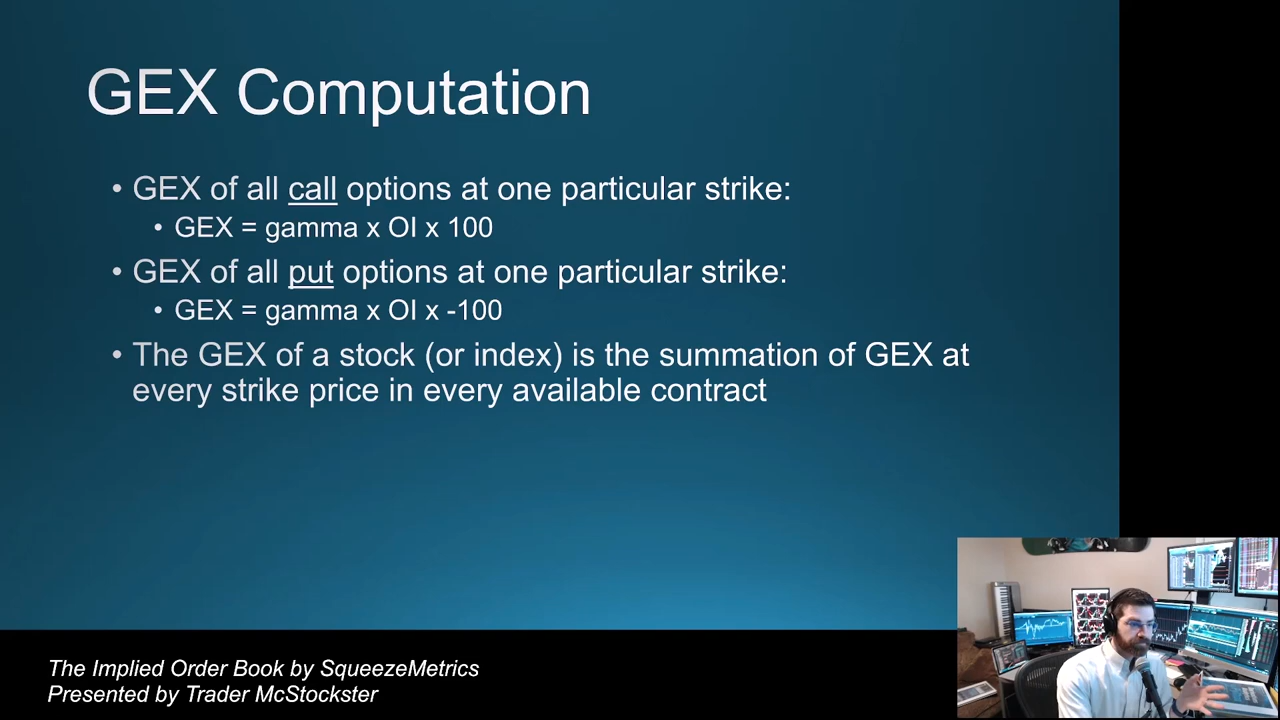 GEX Computation
• GEX of all call options at one particular strike:
• GEX = gamma x OI x 100
• GEX of all put options at one particular strike:
• GEX = gamma x OI x -100
• The GEX of a stock (or index) is the summation of GEX at
every strike price in every available contract
The Implied Order Book by SqueezeMetrics
Presented by Trader McStockster